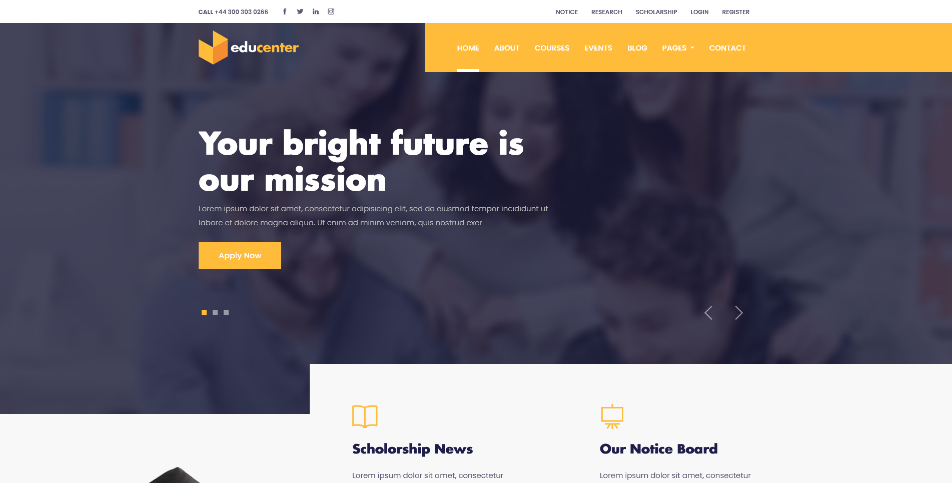 CALL +44 300 303 0266
NOTICE RESEARCH SCHOLARSHIP LOGIN REGISTER
educenter
HOME ABOUT COURSES EVENTS BLOG PAGES CONTACT
Your bright future is
our mission
Lorem ipsum dolor sit amet, consectetur adipisicing elit, sed do eiusmod tempor incididunt ut
labore et dolore magna aliqua. Ut enim ad minim veniam, quis nostrud exer
Apply Now
Scholorship News
Our Notice Board
Lorem ipsum dolor sit amet, consectetur
Lorem ipsum dolor sit amet, consectetur